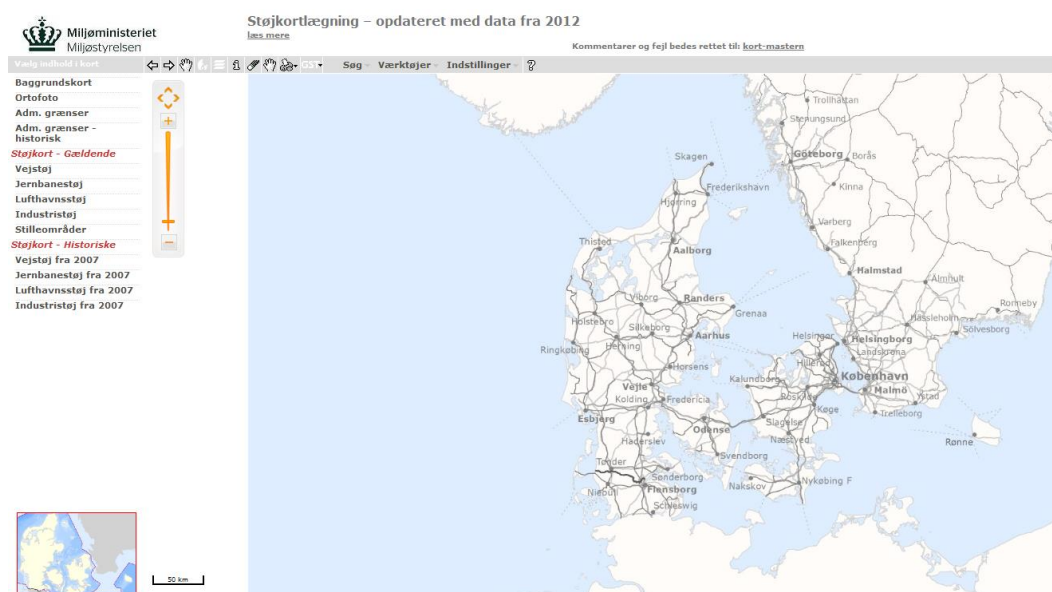 Miljøministeriet
Miljøstyrelsen
Støjkortlægning – opdateret med data fra 2012
læs mere
Kommentarer og fejl bedes rettet til: kort-mastern
Vælg indhold i kort
GST
Søg
Værktøjer
Indstillinger
?
Baggrundskort
Ortofoto
Adm. grænser
Adm. grænser -
historisk
Støjkort - Gældende
Vejstøj
Jernbanestøj
Lufthavnsstøj
Industristøj
Stilleområder
Støjkort - Historiske
Vejstøj fra 2007
Jernbanestøj fra 2007
Lufthavnsstøj fra 2007
Industristøj fra 2007
50 km
Trollhättan
Stenungsund
Göteborg
Borås
Skagen
Kinna
Frederikshavn
Hjørring
Varberg
Thisted
Falkenberg
Aalborg
Halmstad
Älmhult
Viborg
Randers
Ronneby
Grenaa
Hässleholm
Holstebro
Silkeborg
Sölvesborg
Aarhus
Helsingør
Helsingborg
Herning
Ringkøbing
Landskrona
Hillerød
Horsens
København
Kalundborg
Vejle
Malmö
Kolding
Fredericia
Roskilde
Ystad
Køge
Trelleborg
Esbjerg
Slagelse
Odense
Haderslev
Næstved
Rønne
Svendborg
Tønder
Sønderborg
Nakskov
Nykøbing F
Niebüll
Flensborg
Schleswig